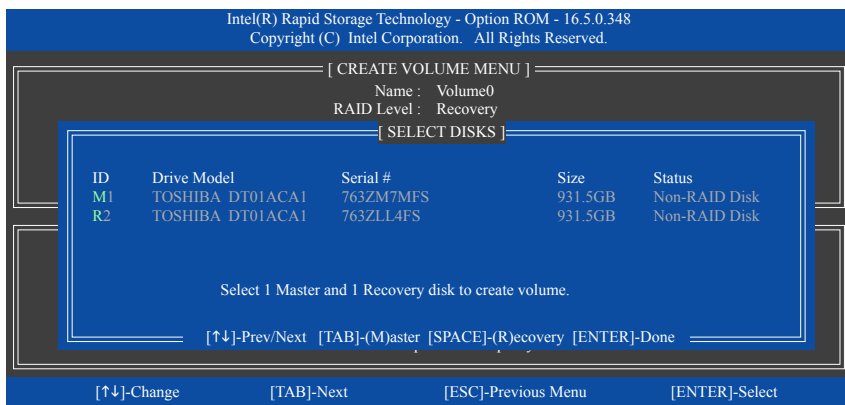 Intel(R) Rapid Storage Technology - Option ROM - 16.5.0.348
Copyright (C) Intel Corporation. All Rights Reserved.
[ CREATE VOLUME MENU ]
Name : Volume0
RAID Level : Recovery
[ SELECT DISKS ]
ID Drive Model Serial # Size Status
M1 TOSHIBA DT01ACA1 763ZM7MFS 931.5GB Non-RAID Disk
R2 TOSHIBA DT01ACA1 763ZLL4FS 931.5GB Non-RAID Disk
Select 1 Master and 1 Recovery disk to create volume.
[↑↓]-Prev/Next [TAB]-(M)aster [SPACE]-(R)ecovery [ENTER]-Done
[↑↓]-Change [TAB]-Next [ESC]-Previous Menu [ENTER]-Select